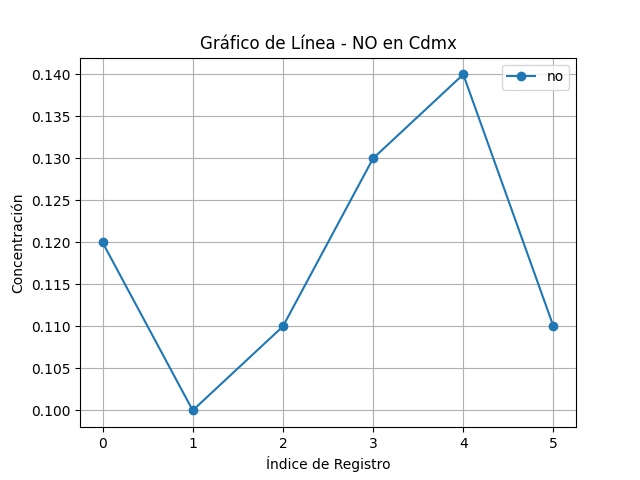 Gráfico de Línea - NO en Cdmx
no
Concentración
0.140
0.135
0.130
0.125
0.120
0.115
0.110
0.105
0.100
0 1 2 3 4 5
Índice de Registro